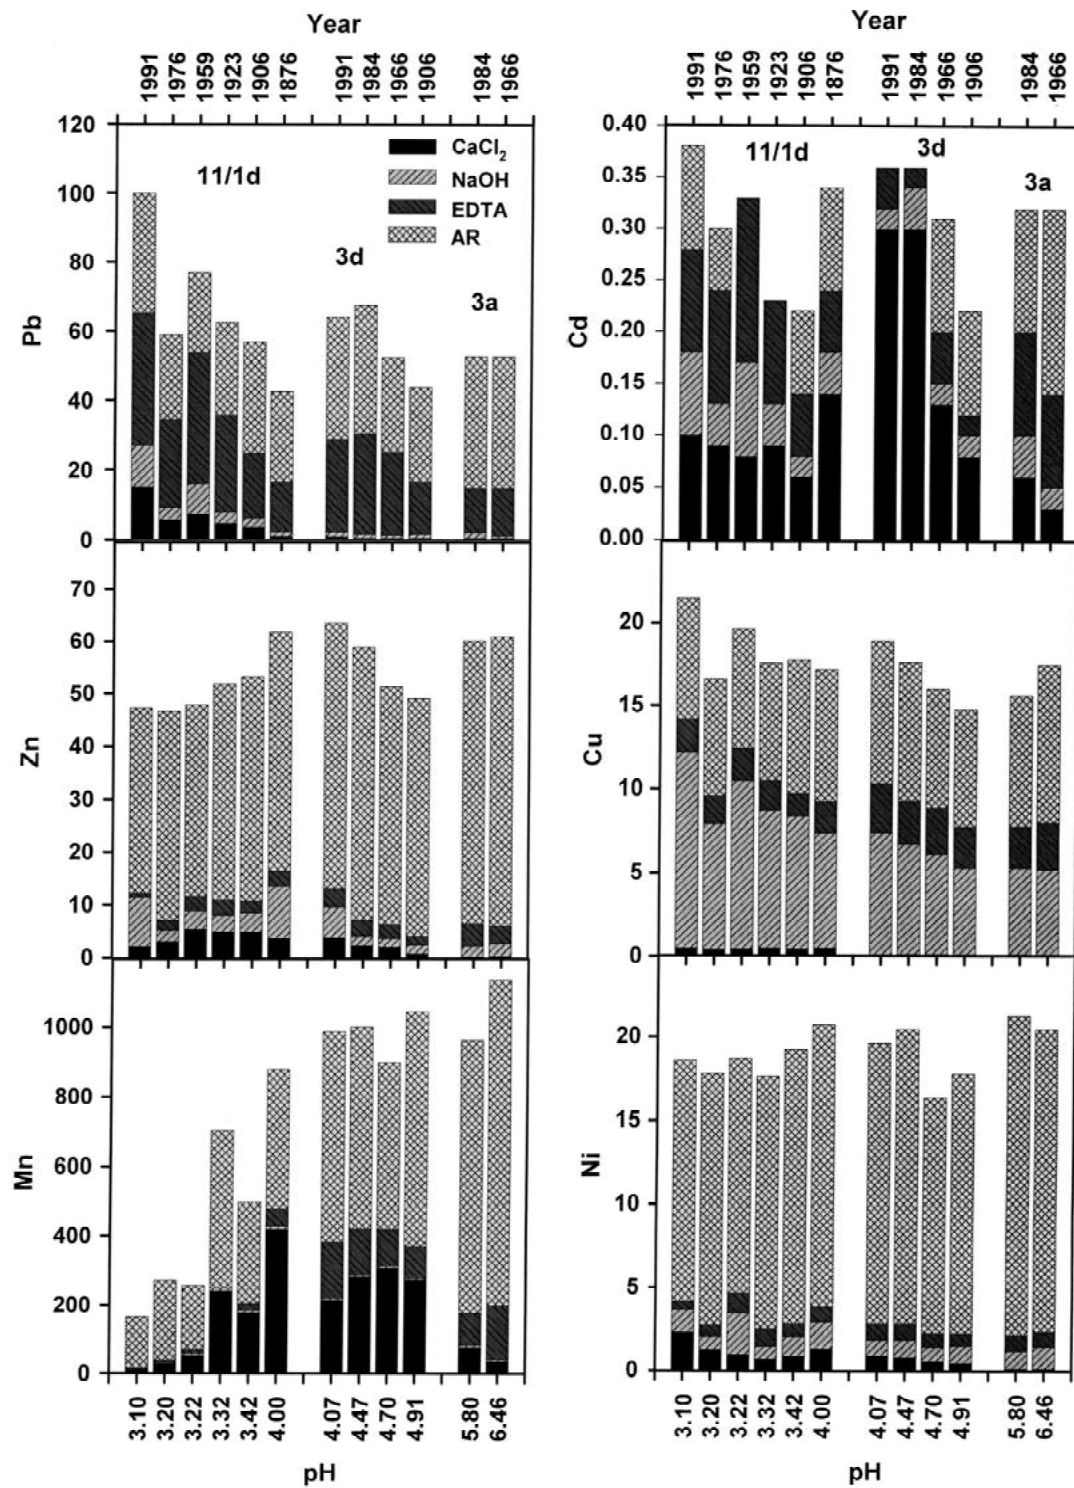 Year
1991 1976 1959 1923 1906 1876 1991 1984 1966 1906 1984 1966
120
100
80
60
40
20
0
Pb
11/1d
3d
3a
CaCl₂
NaOH
EDTA
AR
Year
1991 1976 1959 1923 1906 1876 1991 1984 1966 1906 1984 1966
0.40
0.35
0.30
0.25
0.20
0.15
0.10
0.05
0.00
Cd
11/1d
3d
3a
70
60
50
40
30
20
10
0
Zn
20
15
10
5
0
Cu
1000
800
600
400
200
0
Mn
3.10 3.20 3.22 3.32 3.42 4.00 4.07 4.47 4.70 4.91 5.80 6.46
pH
20
15
10
5
0
Ni
3.10 3.20 3.22 3.32 3.42 4.00 4.07 4.47 4.70 4.91 5.80 6.46
pH